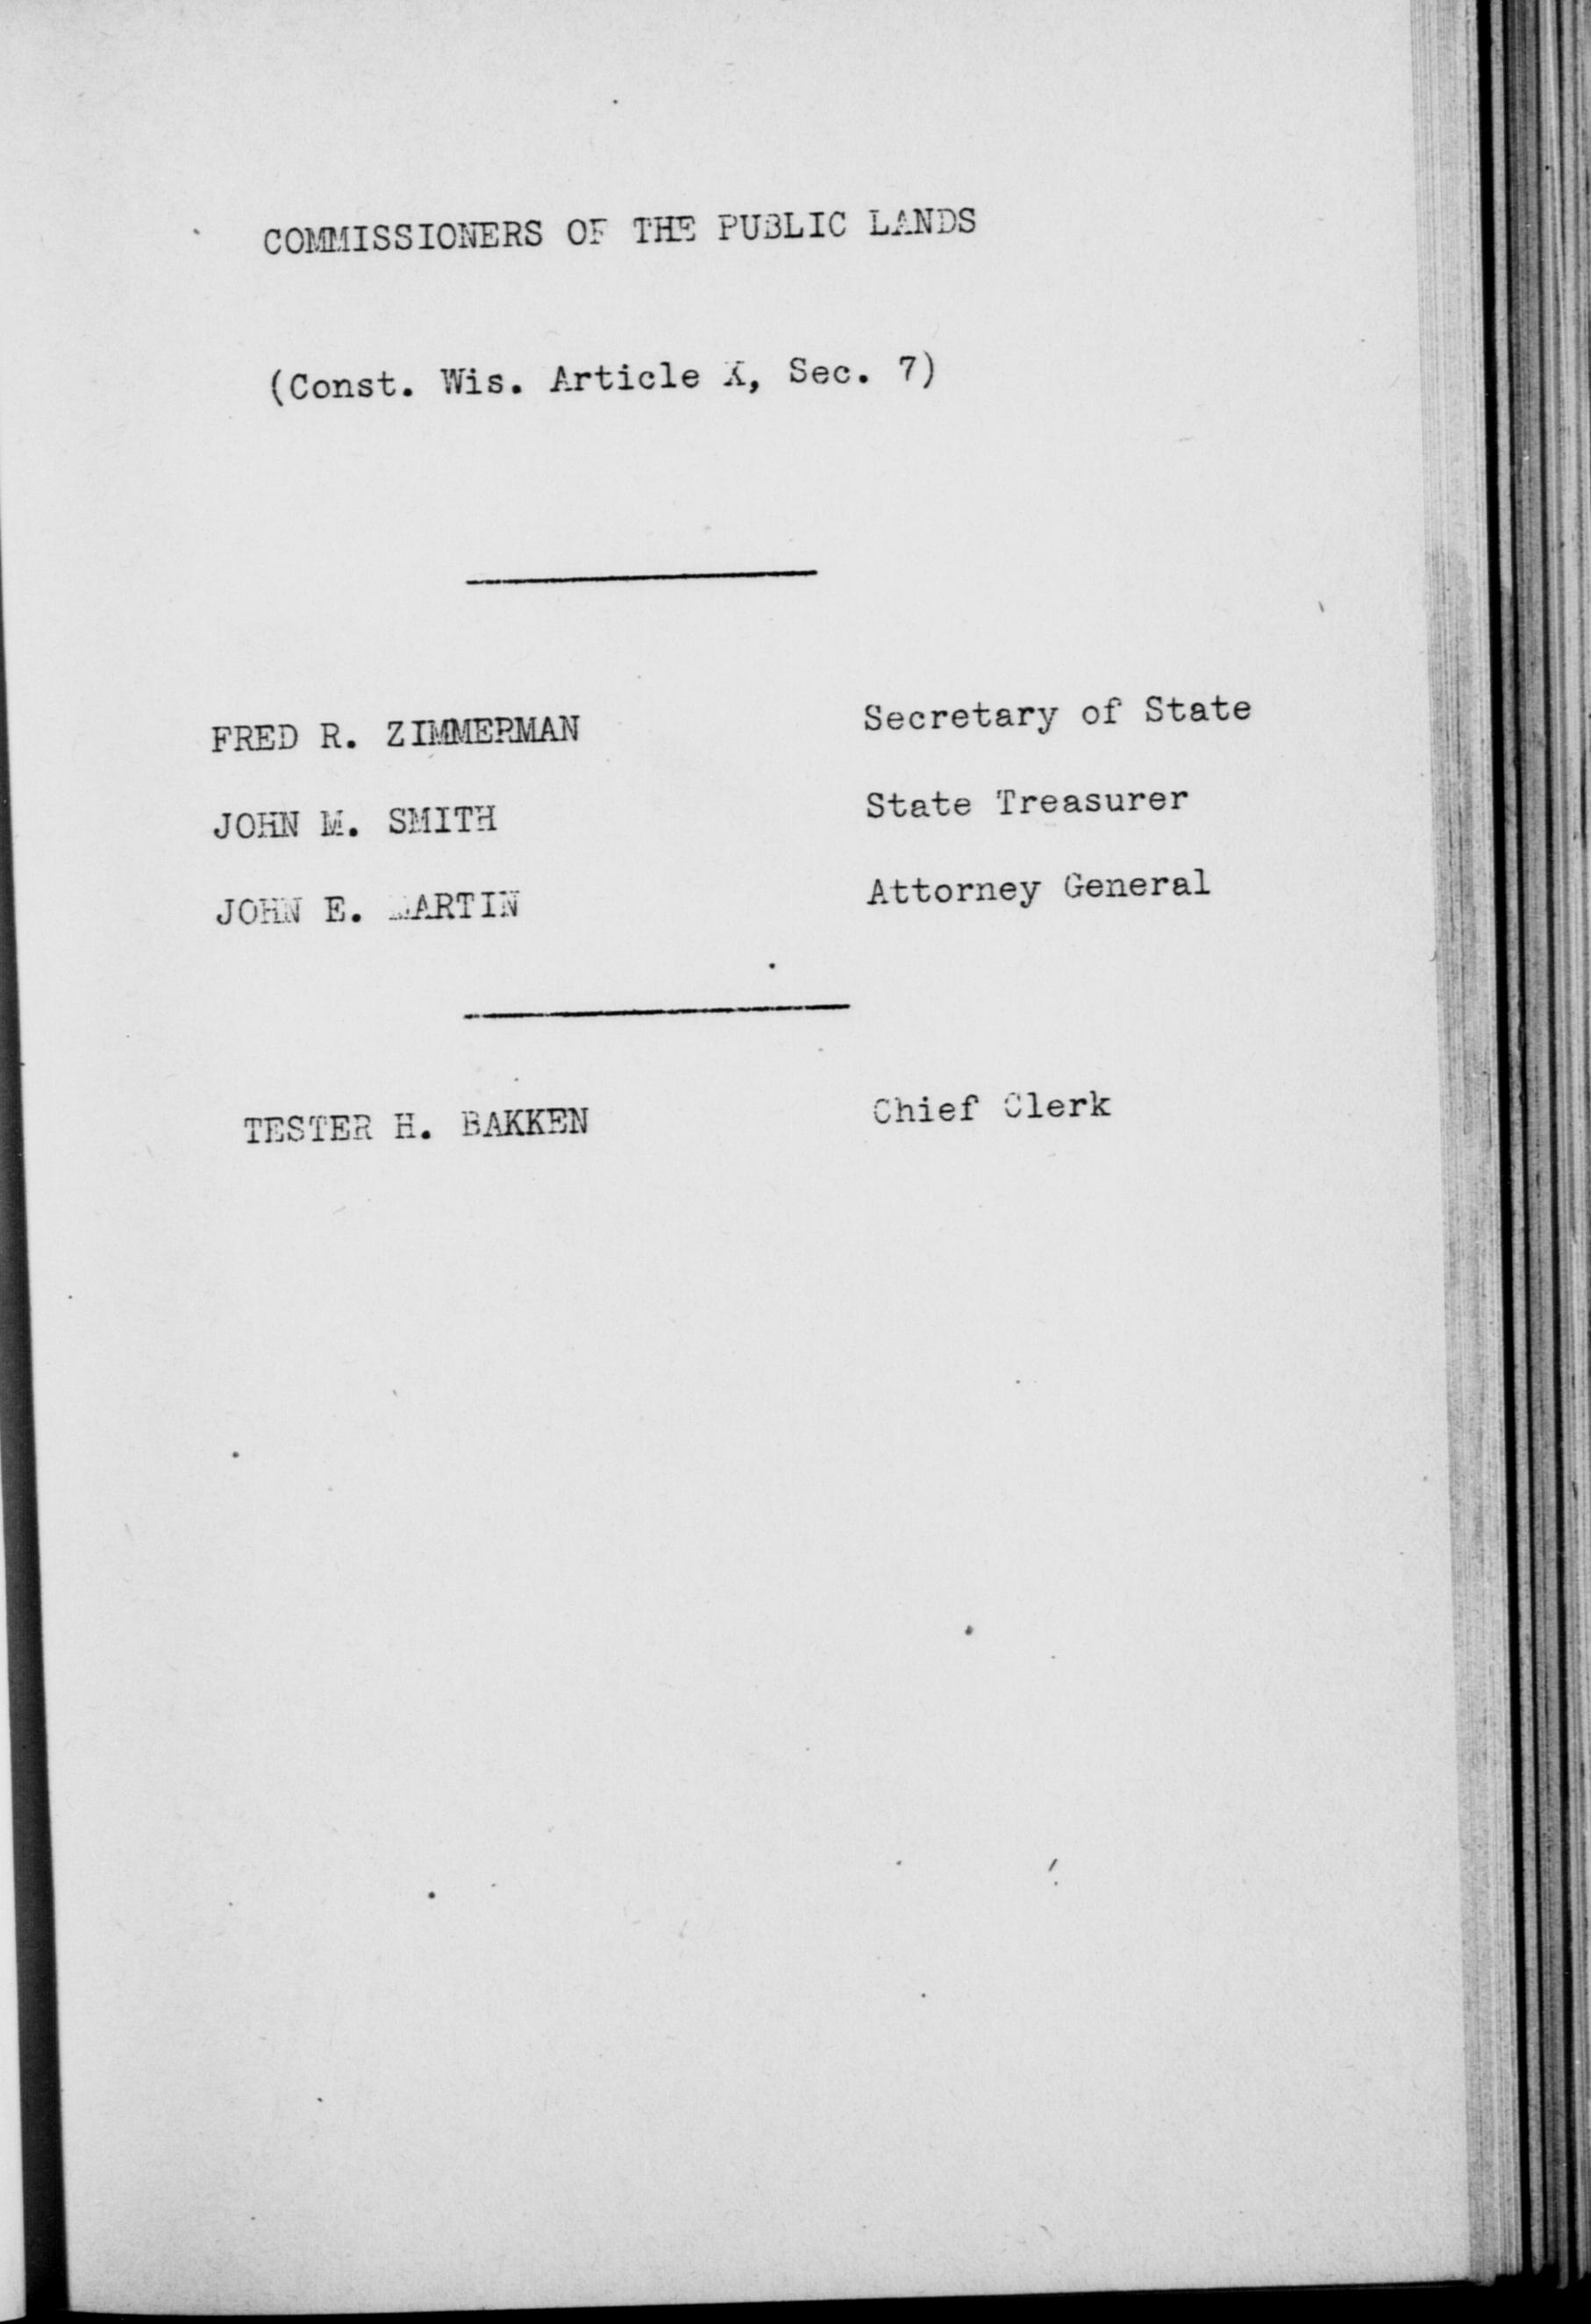 COMMISSIONERS OF THE PUBLIC LANDS
(Const. Wis. Article X, Sec. 7)
FRED R. ZIMMERMAN Secretary of State
JOHN M. SMITH State Treasurer
JOHN E. MARTIN Attorney General
TESTER H. BAKKEN Chief Clerk